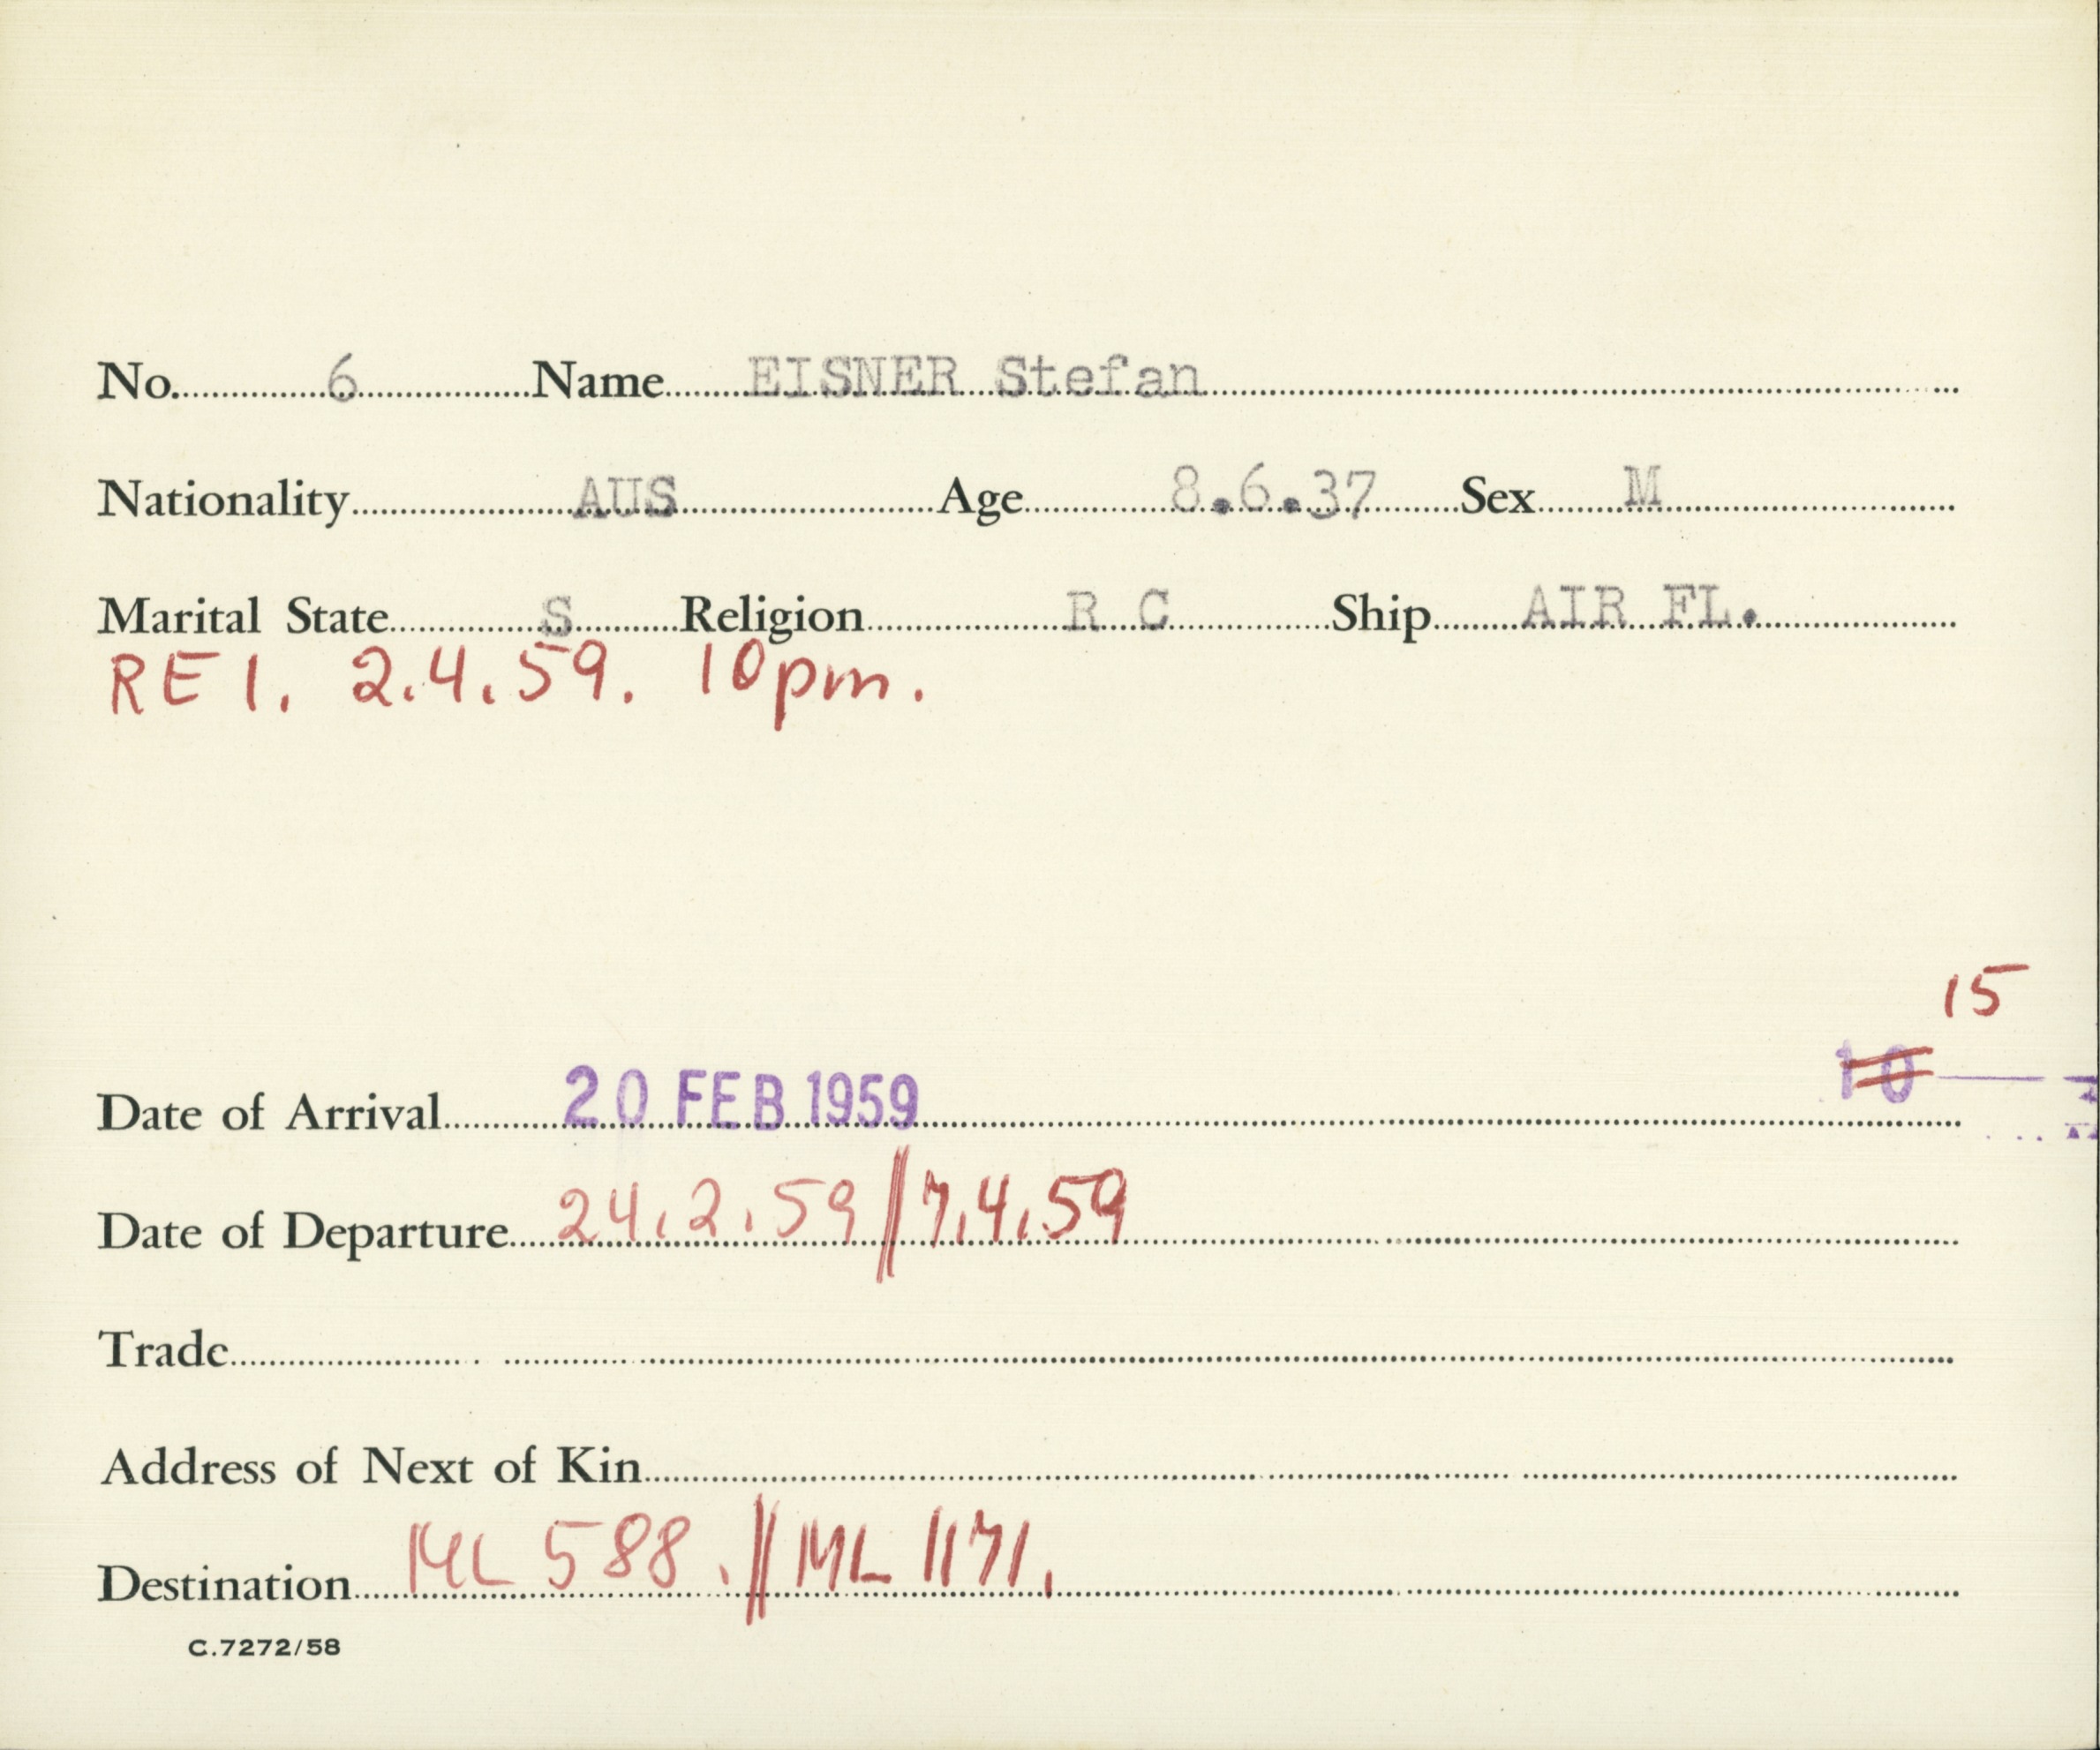 No. 6 Name EISNER Stefan
Nationality AUS Age 8.6.37 Sex M
Marital State S Religion R C Ship AIR FL.
RE 1. 2.4.59. 10pm.
15
10
Date of Arrival 20 FEB 1959
Date of Departure 24.2.59 // 7.4.59
Trade
Address of Next of Kin
Destination ML 588. // ML 1171.
C.7272/58